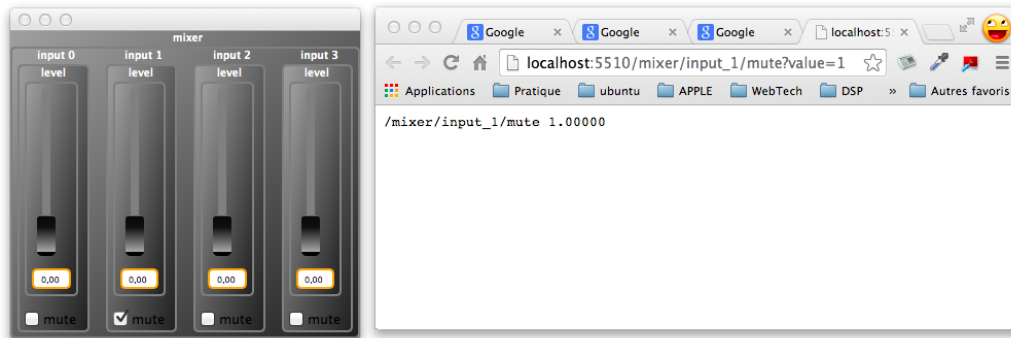 mixer
input 0 input 1 input 2 input 3
level level level level
0,00 0,00 0,00 0,00
mute mute mute mute
Google Google Google localhost:5
localhost:5510/mixer/input_1/mute?value=1
Applications Pratique ubuntu APPLE WebTech DSP » Autres favoris
/mixer/input_1/mute 1.00000